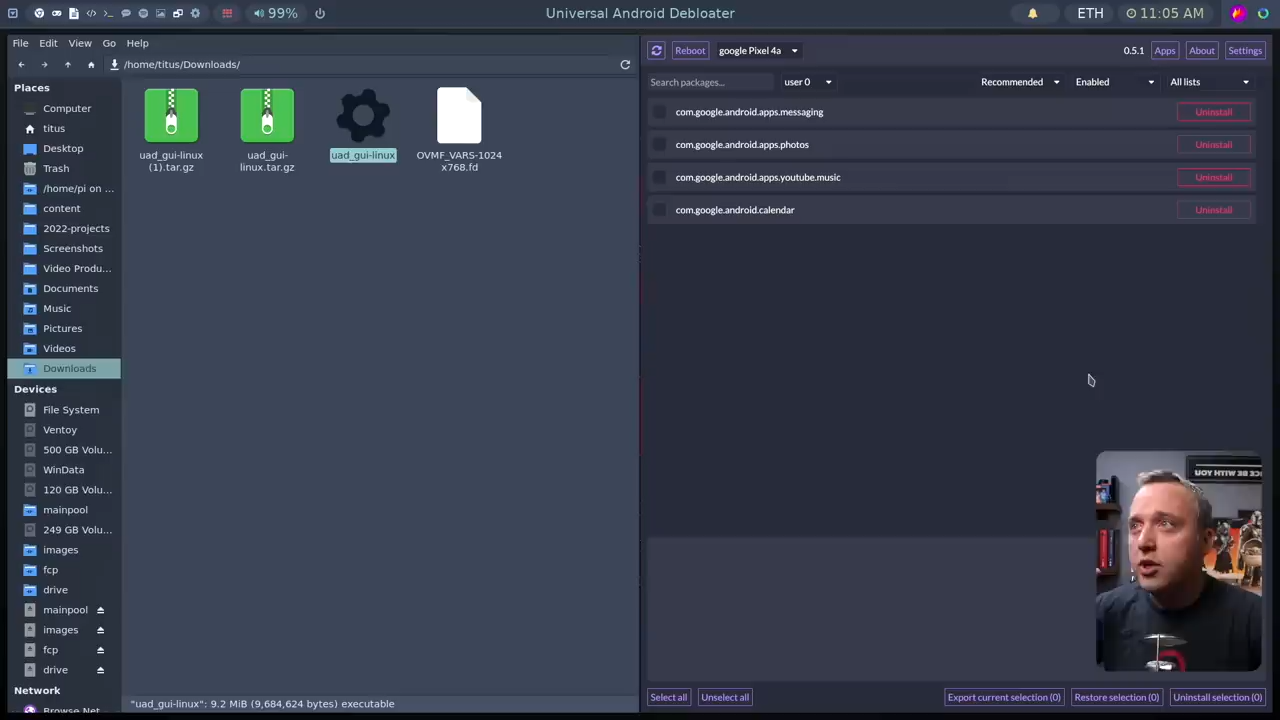 99%
Universal Android Debloater
ETH
11:05 AM
File Edit View Go Help
/home/titus/Downloads/
Places
Computer
titus
Desktop
Trash
/home/pi on ...
content
2022-projects
Screenshots
Video Produ...
Documents
Music
Pictures
Videos
Downloads
Devices
File System
Ventoy
500 GB Volu...
WinData
120 GB Volu...
mainpool
249 GB Volu...
images
fcp
drive
mainpool
images
fcp
drive
Network
Browse Net
uad_gui-linux
(1).tar.gz
uad_gui-
linux.tar.gz
uad_gui-linux
OVMF_VARS-1024
x768.fd
"uad_gui-linux": 9.2 MiB (9,684,624 bytes) executable
Reboot google Pixel 4a 0.5.1 Apps About Settings
Search packages... user 0 Recommended Enabled All lists
com.google.android.apps.messaging Uninstall
com.google.android.apps.photos Uninstall
com.google.android.apps.youtube.music Uninstall
com.google.android.calendar Uninstall
Select all Unselect all Export current selection (0) Restore selection (0) Uninstall selection (0)